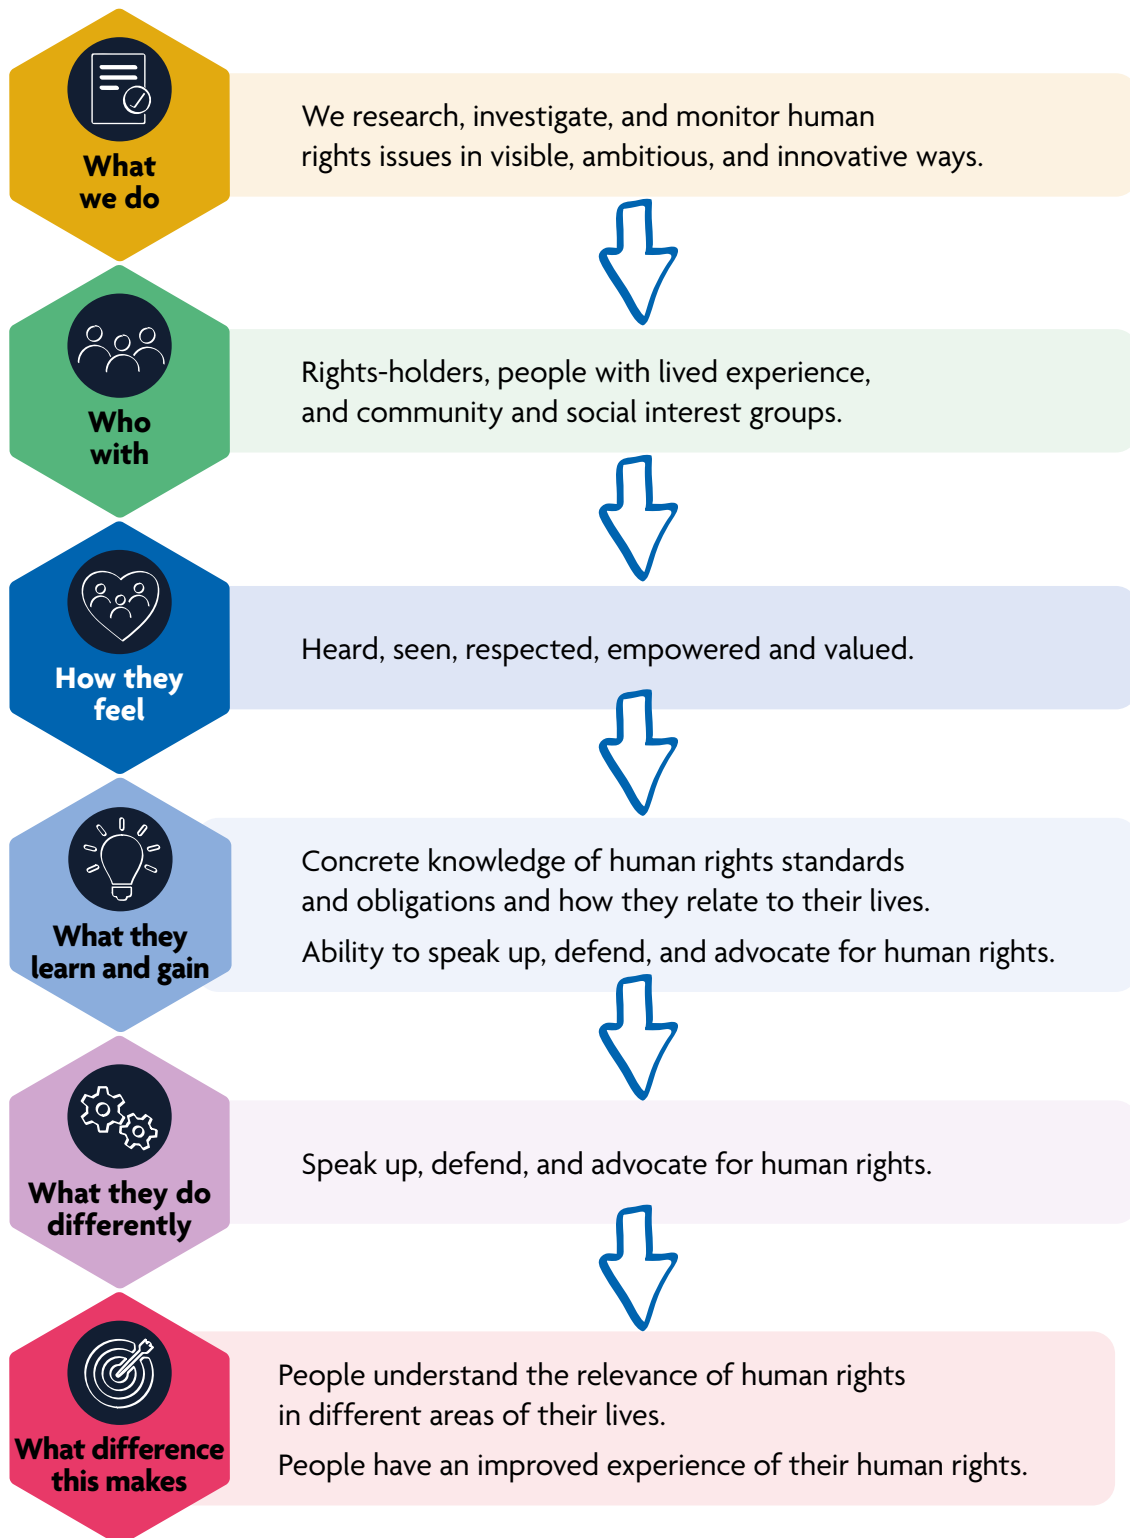 What
we do
We research, investigate, and monitor human
rights issues in visible, ambitious, and innovative ways.
Who
with
Rights-holders, people with lived experience,
and community and social interest groups.
How they
feel
Heard, seen, respected, empowered and valued.
What they
learn and gain
Concrete knowledge of human rights standards
and obligations and how they relate to their lives.
Ability to speak up, defend, and advocate for human rights.
What they do
differently
Speak up, defend, and advocate for human rights.
What difference
this makes
People understand the relevance of human rights
in different areas of their lives.
People have an improved experience of their human rights.